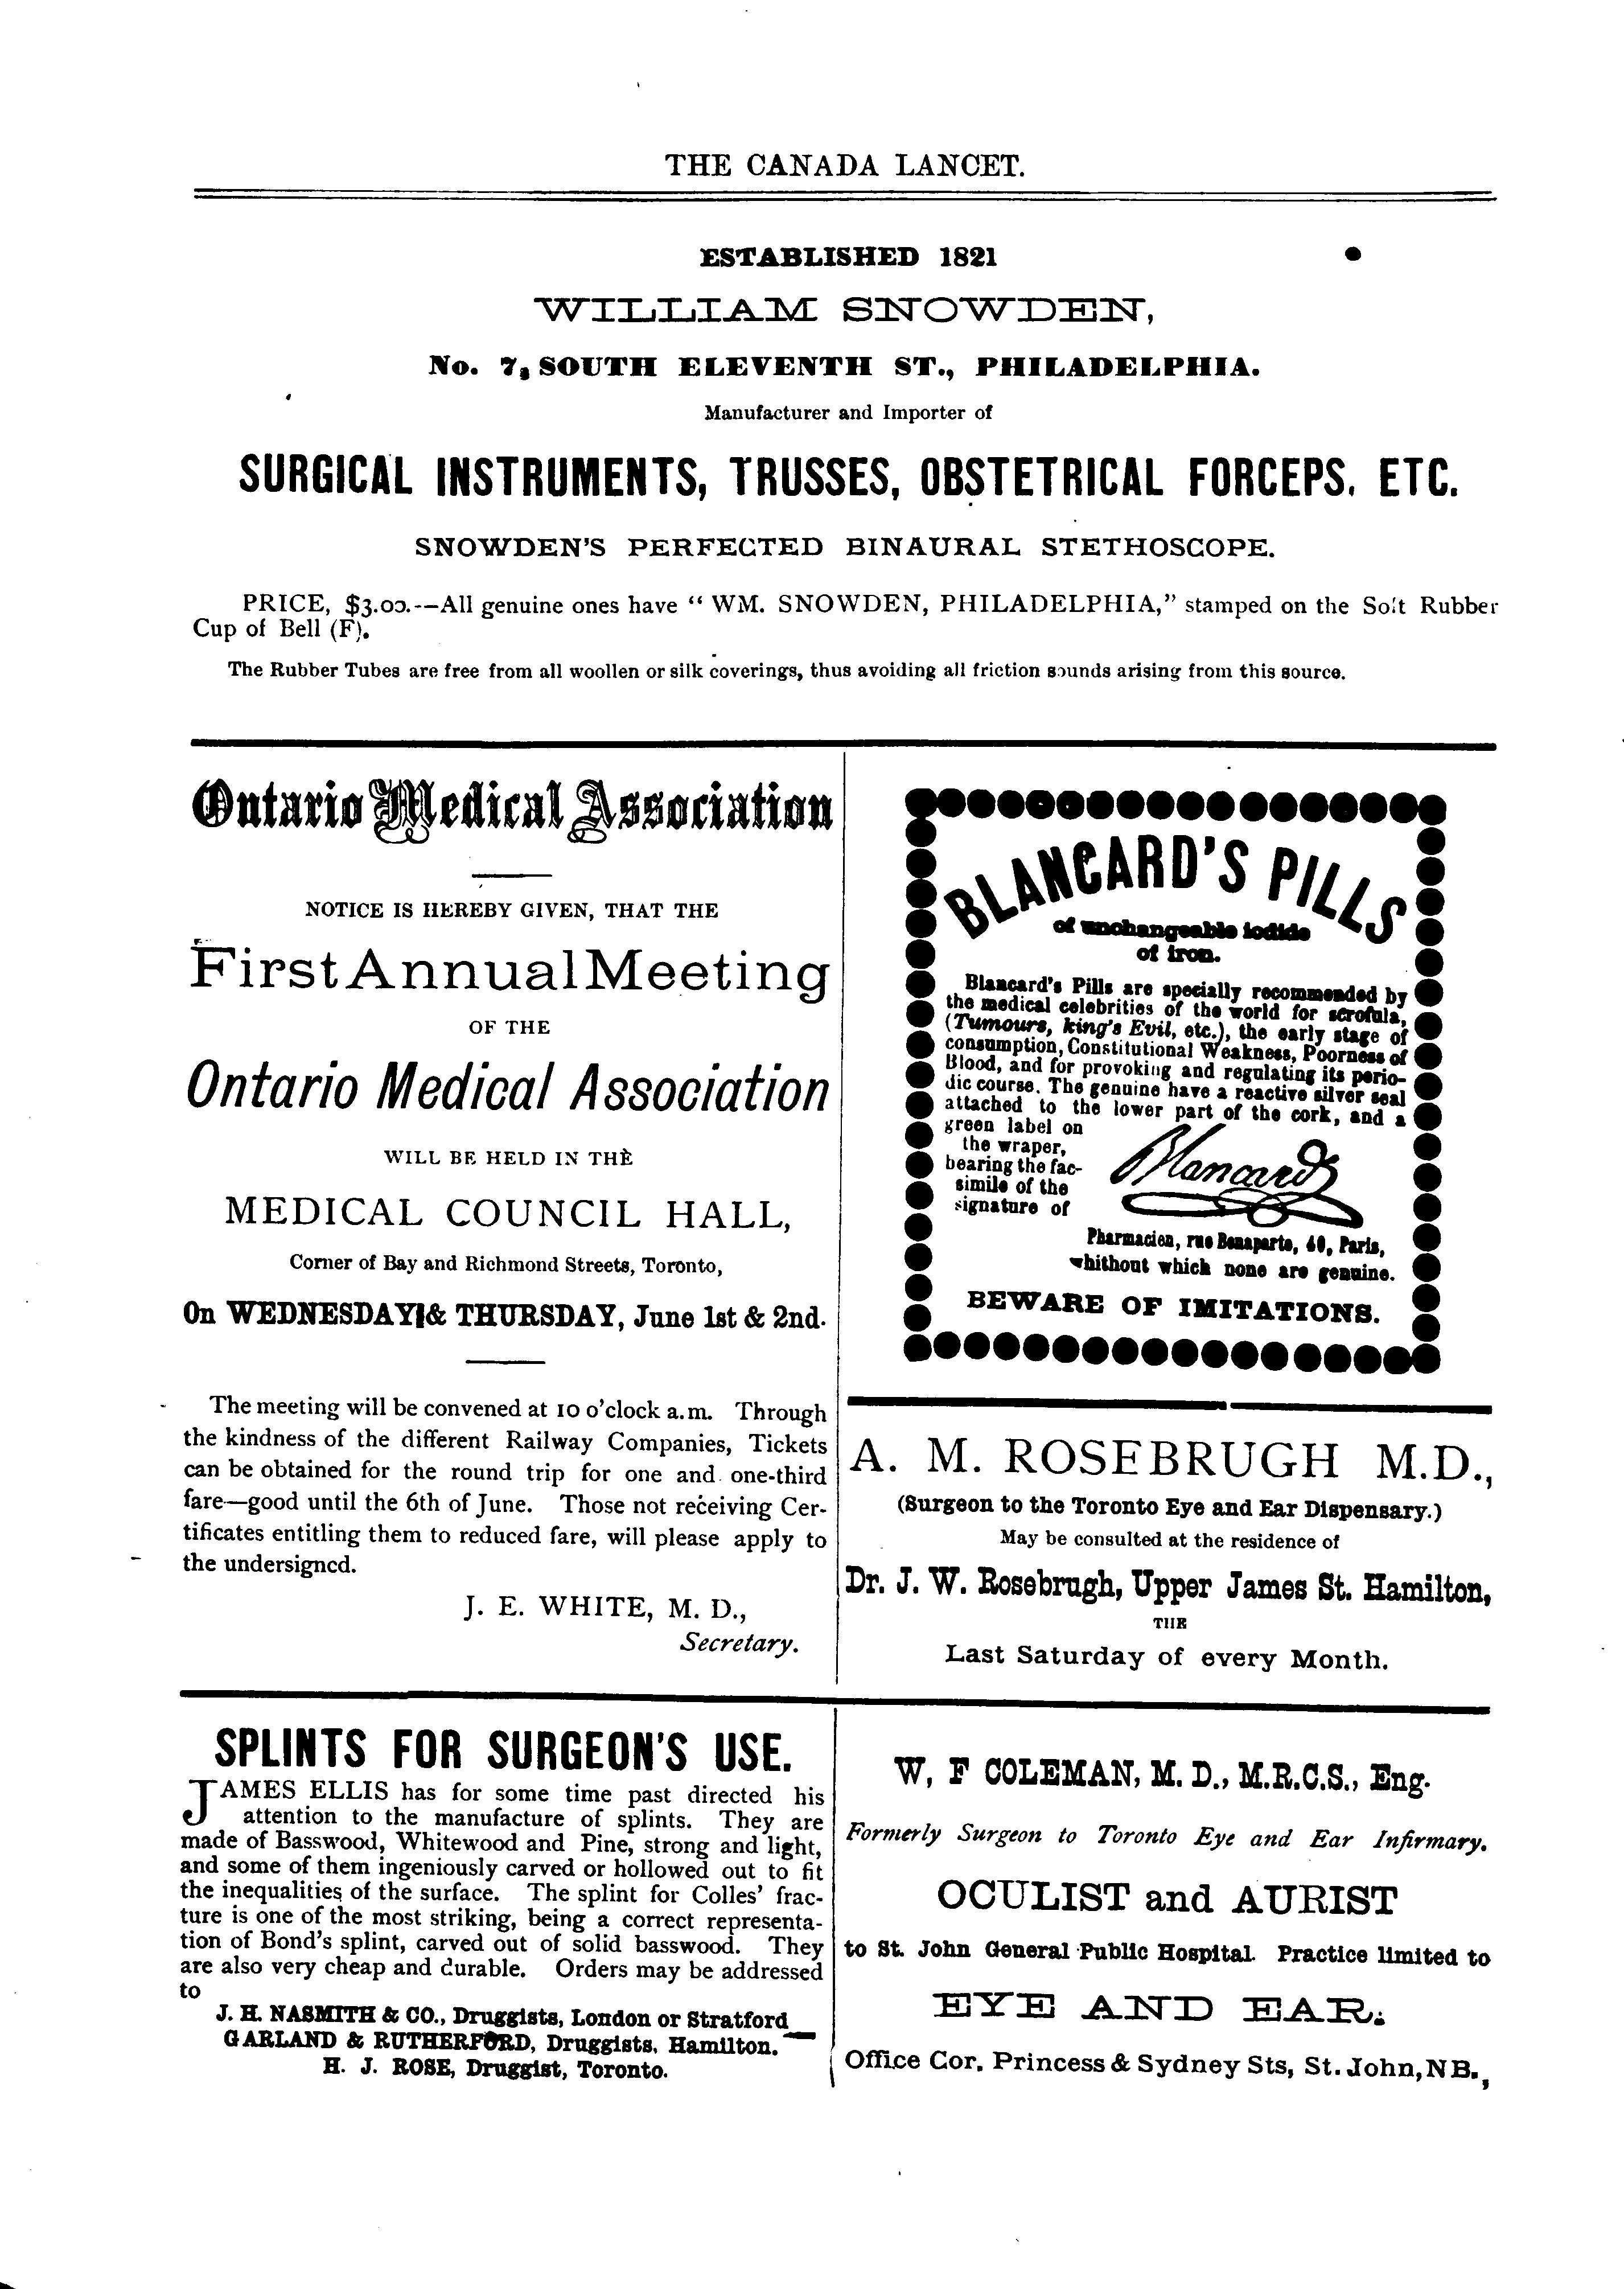 THE CANADA LANCET.
ESTABLISHED 1821
WILLIAM SNOWDEN,
No. 7, SOUTH ELEVENTH ST., PHILADELPHIA.
Manufacturer and Importer of
SURGICAL INSTRUMENTS, TRUSSES, OBSTETRICAL FORCEPS. ETC.
SNOWDEN'S PERFECTED BINAURAL STETHOSCOPE.
PRICE, $3.00.--All genuine ones have "WM. SNOWDEN, PHILADELPHIA," stamped on the Soft Rubber
Cup of Bell (F).
The Rubber Tubes are free from all woollen or silk coverings, thus avoiding all friction sounds arising from this source.
Ontario Medical Association
NOTICE IS HEREBY GIVEN, THAT THE
First Annual Meeting
OF THE
Ontario Medical Association
WILL BE HELD IN THE
MEDICAL COUNCIL HALL,
Corner of Bay and Richmond Streets, Toronto,
On WEDNESDAY & THURSDAY, June 1st & 2nd.
The meeting will be convened at 10 o'clock a.m. Through
the kindness of the different Railway Companies, Tickets
can be obtained for the round trip for one and one-third
fare—good until the 6th of June. Those not receiving Cer-
tificates entitling them to reduced fare, will please apply to
the undersigned.
J. E. WHITE, M. D.,
Secretary.
BLANCARD'S PILLS
of unchangeable iodide
of iron.
Blancard's Pills are specially recommended by
the medical celebrities of the world for scrofula,
(Tumours, king's Evil, etc.), the early stage of
consumption, Constitutional Weakness, Poorness of
Blood, and for provoking and regulating its perio-
dic course. The genuine have a reactive silver seal
attached to the lower part of the cork, and a
green label on
the wraper,
bearing the fac-
simile of the
signature of
Blancard
Pharmacien, rue Bonaparte, 40, Paris,
whithout which none are genuine.
BEWARE OF IMITATIONS.
A. M. ROSEBRUGH M.D.,
(Surgeon to the Toronto Eye and Ear Dispensary.)
May be consulted at the residence of
Dr. J. W. Rosebrugh, Upper James St. Hamilton,
THE
Last Saturday of every Month.
SPLINTS FOR SURGEON'S USE.
JAMES ELLIS has for some time past directed his
attention to the manufacture of splints. They are
made of Basswood, Whitewood and Pine, strong and light,
and some of them ingeniously carved or hollowed out to fit
the inequalities of the surface. The splint for Colles' frac-
ture is one of the most striking, being a correct representa-
tion of Bond's splint, carved out of solid basswood. They
are also very cheap and durable. Orders may be addressed
to
J. H. NASMITH & CO., Druggists, London or Stratford
GARLAND & RUTHERFORD, Druggists. Hamilton.
H. J. ROSE, Druggist, Toronto.
W, F COLEMAN, M. D., M.R.C.S., Eng.
Formerly Surgeon to Toronto Eye and Ear Infirmary.
OCULIST and AURIST
to St. John General Public Hospital. Practice limited to
EYE AND EAR.
Office Cor. Princess & Sydney Sts, St. John, N B.,